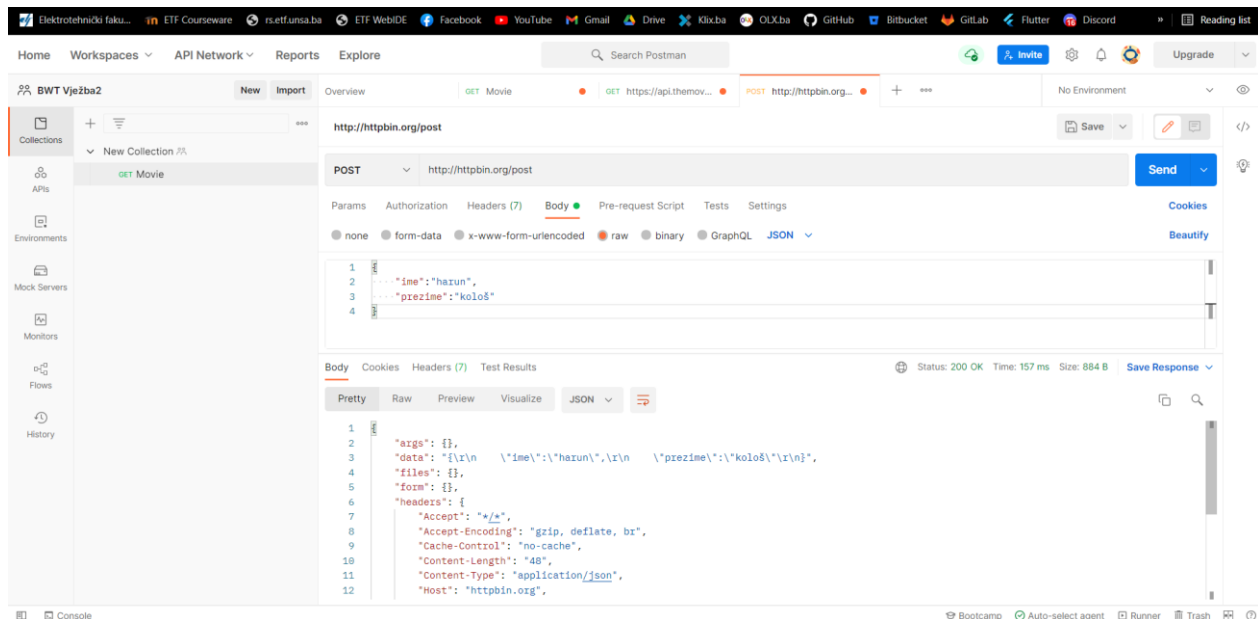 Elektrotehnički faku... ETF Courseware rs.etf.unsa.ba ETF WebIDE Facebook YouTube Gmail Drive Klix.ba OLX.ba GitHub Bitbucket GitLab Flutter Discord » Reading list
Home Workspaces API Network Reports Explore Search Postman Invite Upgrade
BWT Vježba2 New Import Overview GET Movie GET https://api.themov... POST http://httpbin.org... + ooo No Environment
Collections
APIs
Environments
Mock Servers
Monitors
Flows
History
+ ooo
New Collection
GET Movie
http://httpbin.org/post Save </>
POST http://httpbin.org/post Send
Params Authorization Headers (7) Body Pre-request Script Tests Settings Cookies
none form-data x-www-form-urlencoded raw binary GraphQL JSON Beautify
1 {
2 "ime":"harun",
3 "prezime":"kološ"
4 }
Body Cookies Headers (7) Test Results Status: 200 OK Time: 157 ms Size: 884 B Save Response
Pretty Raw Preview Visualize JSON
1 {
2 "args": {},
3 "data": "{\r\n    \"ime\":\"harun\",\r\n    \"prezime\":\"kološ\"\r\n}",
4 "files": {},
5 "form": {},
6 "headers": {
7 "Accept": "*/*",
8 "Accept-Encoding": "gzip, deflate, br",
9 "Cache-Control": "no-cache",
10 "Content-Length": "48",
11 "Content-Type": "application/json",
12 "Host": "httpbin.org",
Console Bootcamp Auto-select agent Runner Trash